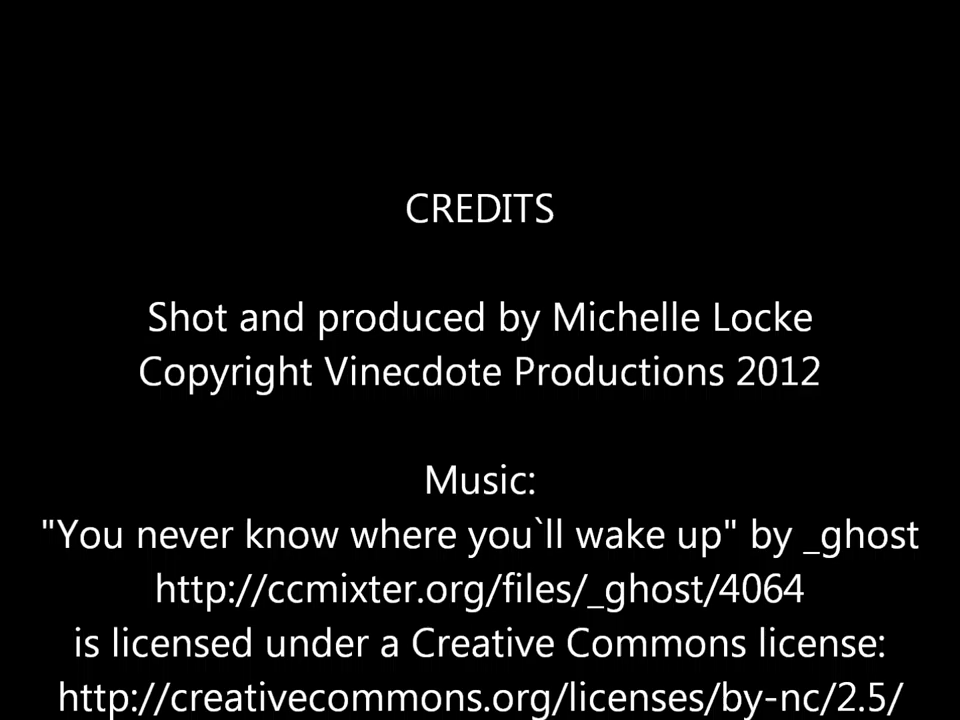 CREDITS
Shot and produced by Michelle Locke
Copyright Vinecdote Productions 2012
Music:
"You never know where you`ll wake up" by _ghost
http://ccmixter.org/files/_ghost/4064
is licensed under a Creative Commons license:
http://creativecommons.org/licenses/by-nc/2.5/